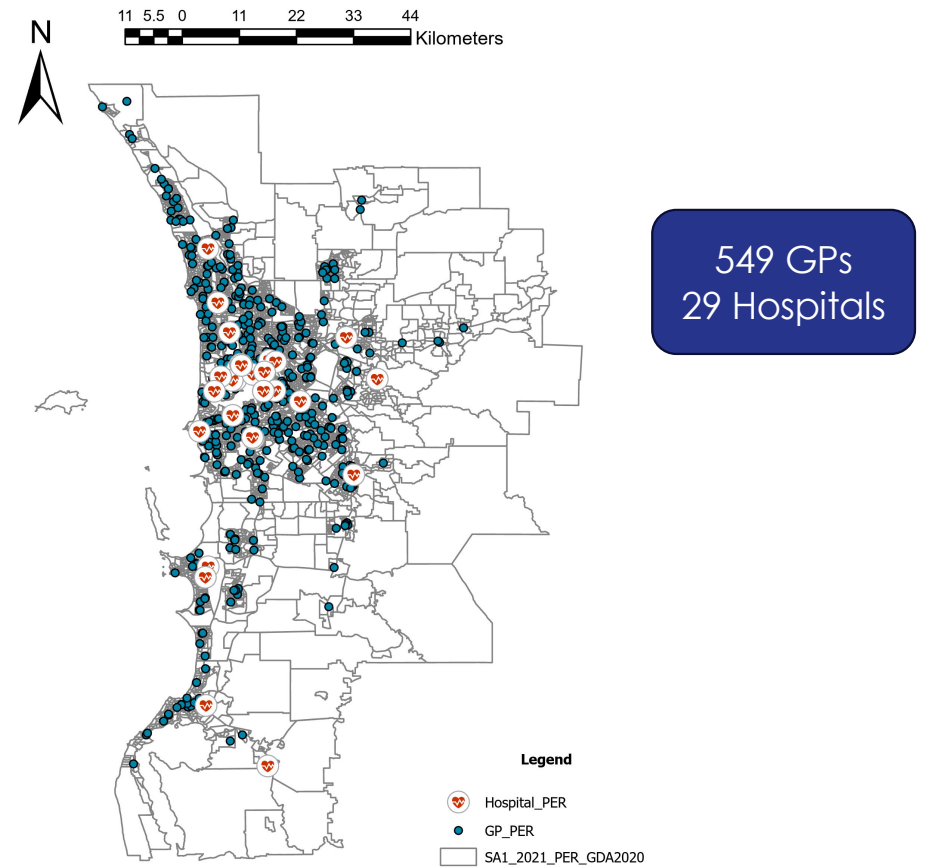 11 5.5 0 11 22 33 44
Kilometers
N
549 GPs
29 Hospitals
Legend
Hospital_PER
GP_PER
SA1_2021_PER_GDA2020